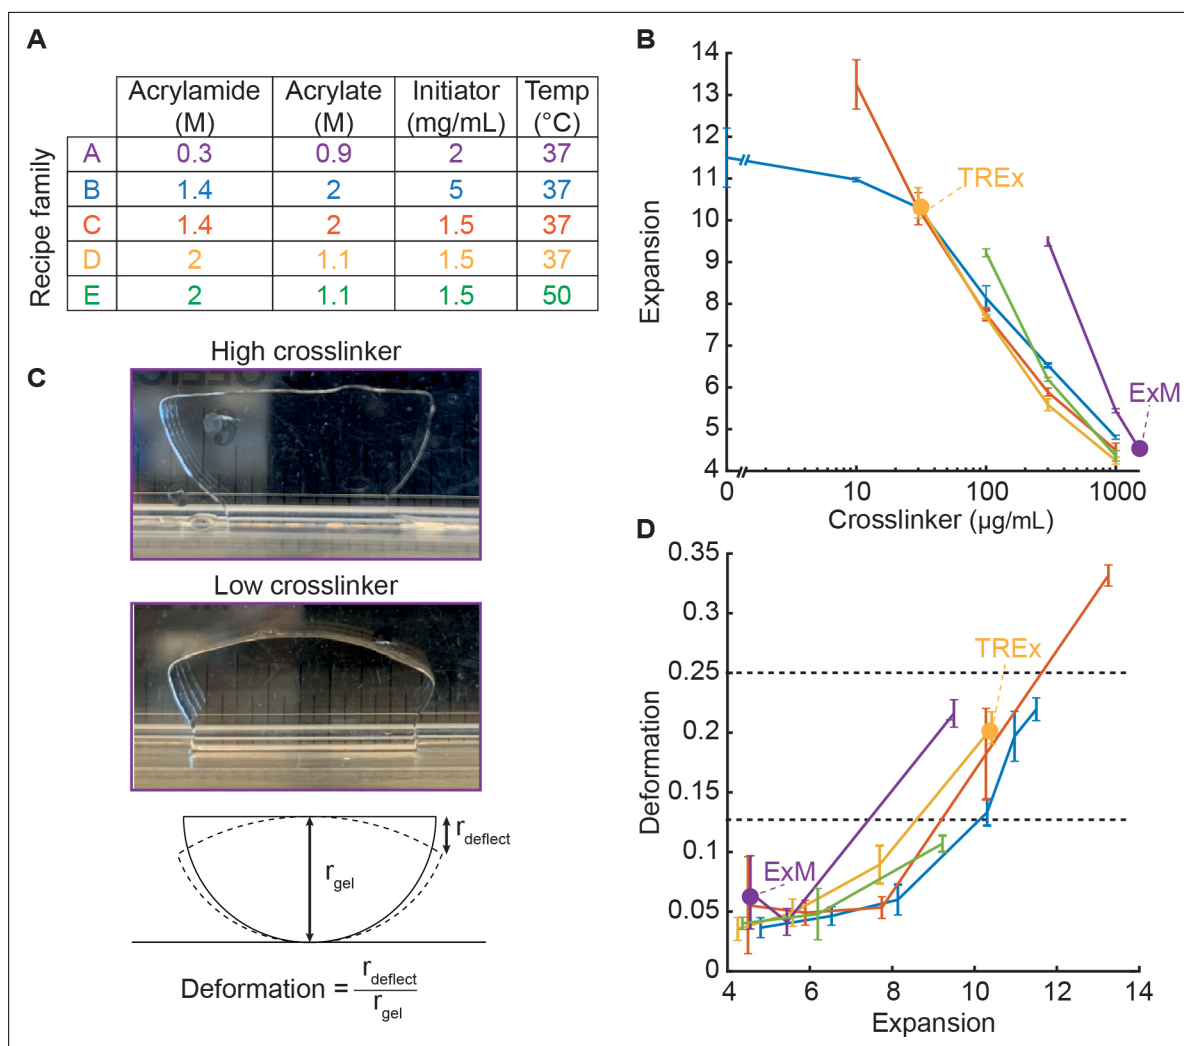 A
Acrylamide (M) Acrylate (M) Initiator (mg/mL) Temp (°C)
Recipe family
A 0.3 0.9 2 37
B 1.4 2 5 37
C 1.4 2 1.5 37
D 2 1.1 1.5 37
E 2 1.1 1.5 50
B
Expansion
14
13
12
11
10
9
8
7
6
5
4
TREx
ExM
0 10 100 1000
Crosslinker (µg/mL)
C
High crosslinker
Low crosslinker
r_deflect
r_gel
Deformation = r_deflect / r_gel
D
Deformation
0.35
0.3
0.25
0.2
0.15
0.1
0.05
0
TREx
ExM
4 6 8 10 12 14
Expansion